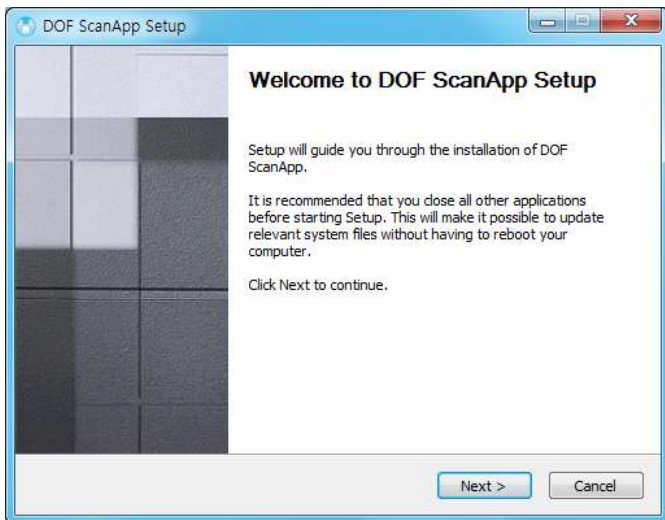 DOF ScanApp Setup
Welcome to DOF ScanApp Setup
Setup will guide you through the installation of DOF
ScanApp.
It is recommended that you close all other applications
before starting Setup. This will make it possible to update
relevant system files without having to reboot your
computer.
Click Next to continue.
Next >
Cancel